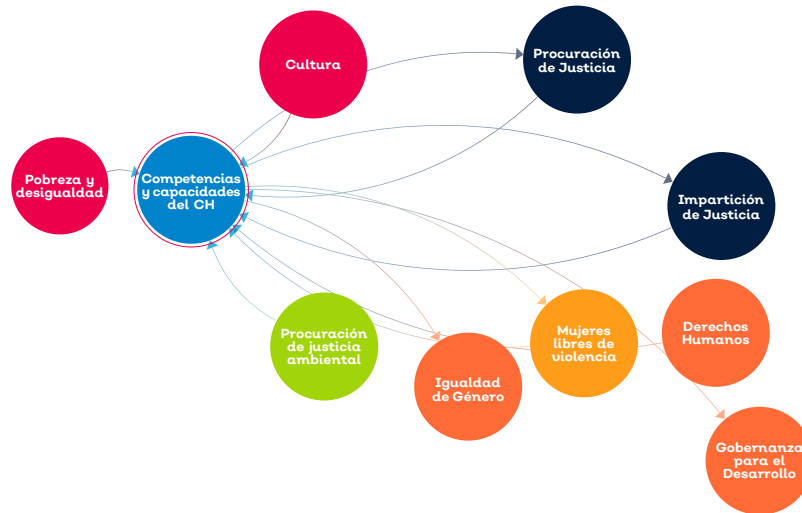 Cultura
Procuración
de Justicia
Pobreza y
desigualdad
Competencias
y capacidades
del CH
Impartición
de Justicia
Procuración
de justicia
ambiental
Igualdad
de Género
Mujeres
libres de
violencia
Derechos
Humanos
Gobernanza
para el
Desarrollo